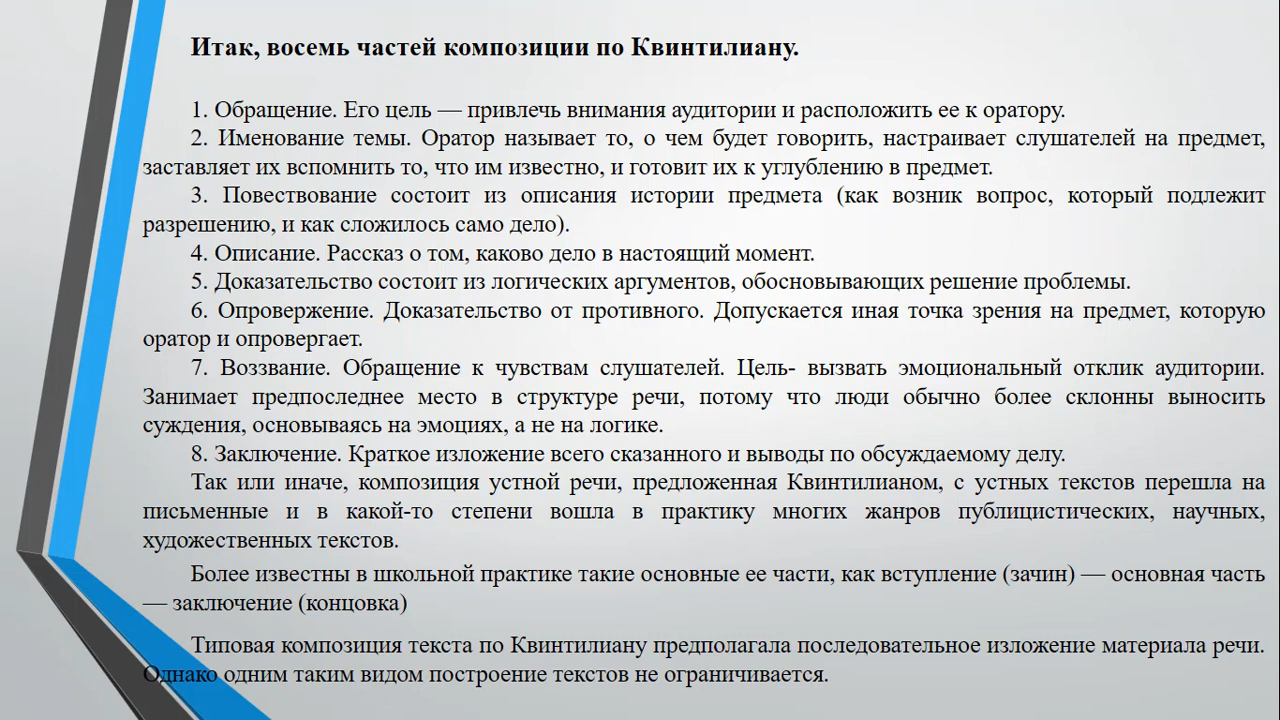 Итак, восемь частей композиции по Квинтилиану.
1. Обращение. Его цель — привлечь внимания аудитории и расположить ее к оратору.
2. Именование темы. Оратор называет то, о чем будет говорить, настраивает слушателей на предмет,
заставляет их вспомнить то, что им известно, и готовит их к углублению в предмет.
3. Повествование состоит из описания истории предмета (как возник вопрос, который подлежит
разрешению, и как сложилось само дело).
4. Описание. Рассказ о том, каково дело в настоящий момент.
5. Доказательство состоит из логических аргументов, обосновывающих решение проблемы.
6. Опровержение. Доказательство от противного. Допускается иная точка зрения на предмет, которую
оратор и опровергает.
7. Воззвание. Обращение к чувствам слушателей. Цель- вызвать эмоциональный отклик аудитории.
Занимает предпоследнее место в структуре речи, потому что люди обычно более склонны выносить
суждения, основываясь на эмоциях, а не на логике.
8. Заключение. Краткое изложение всего сказанного и выводы по обсуждаемому делу.
Так или иначе, композиция устной речи, предложенная Квинтилианом, с устных текстов перешла на
письменные и в какой-то степени вошла в практику многих жанров публицистических, научных,
художественных текстов.
Более известны в школьной практике такие основные ее части, как вступление (зачин) — основная часть
— заключение (концовка)
Типовая композиция текста по Квинтилиану предполагала последовательное изложение материала речи.
Однако одним таким видом построение текстов не ограничивается.